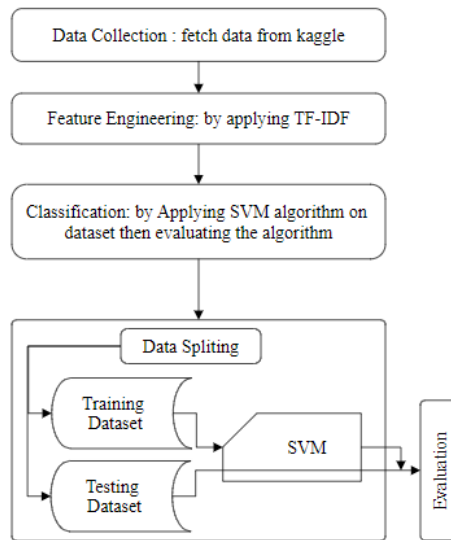 Data Collection : fetch data from kaggle
Feature Engineering: by applying TF-IDF
Classification: by Applying SVM algorithm on
dataset then evaluating the algorithm
Data Spliting
Training
Dataset
SVM
Testing
Dataset
Evaluation